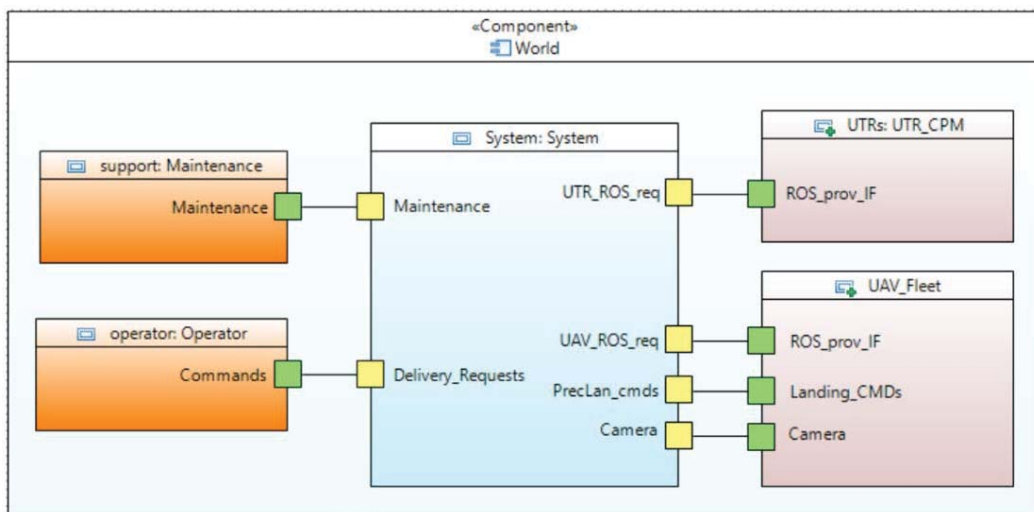 «Component»
World
support: Maintenance
Maintenance
operator: Operator
Commands
System: System
Maintenance
Delivery_Requests
UTR_ROS_req
UAV_ROS_req
PrecLan_cmds
Camera
UTRs: UTR_CPM
ROS_prov_IF
UAV_Fleet
ROS_prov_IF
Landing_CMDs
Camera